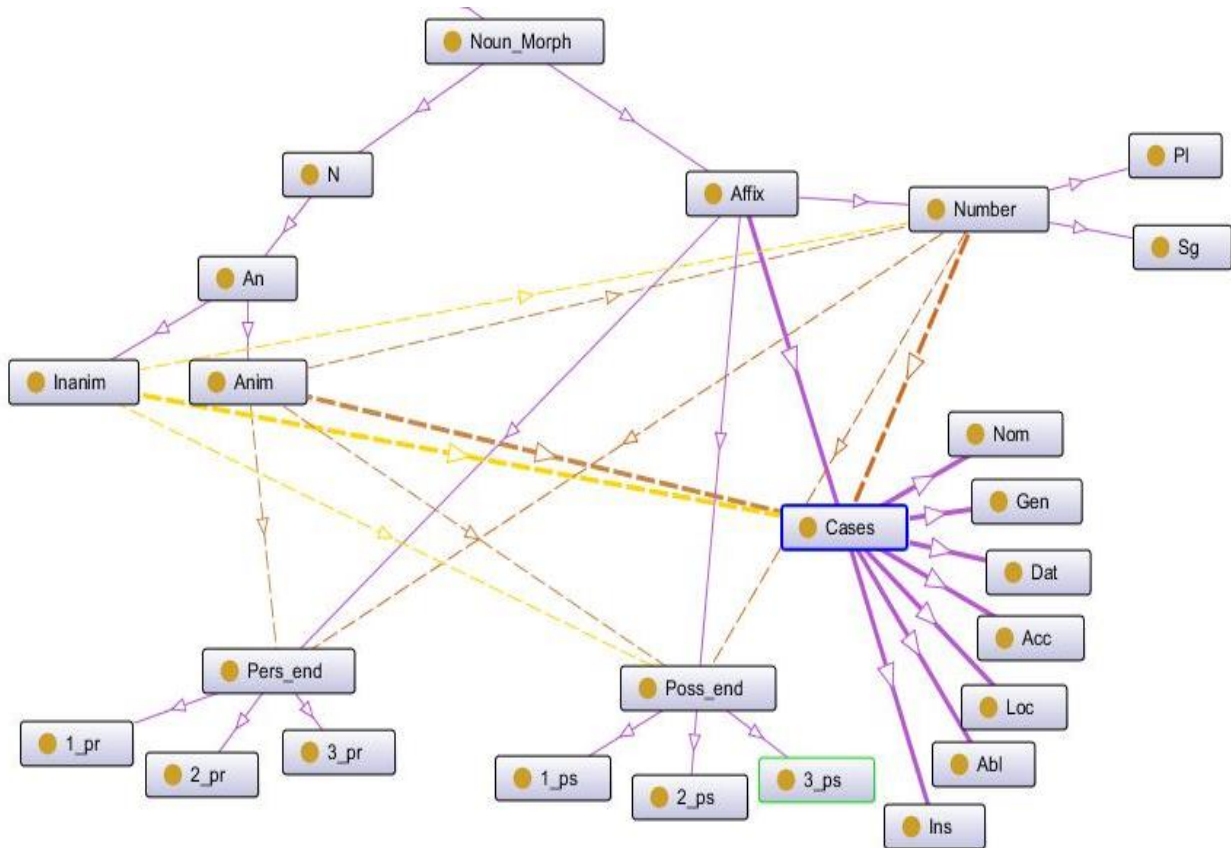 Noun_Morph
Pl
N
Affix
Number
Sg
An
Inanim
Anim
Nom
Gen
Cases
Dat
Acc
Pers_end
Poss_end
Loc
1_pr
2_pr
3_pr
1_ps
2_ps
3_ps
Abl
Ins